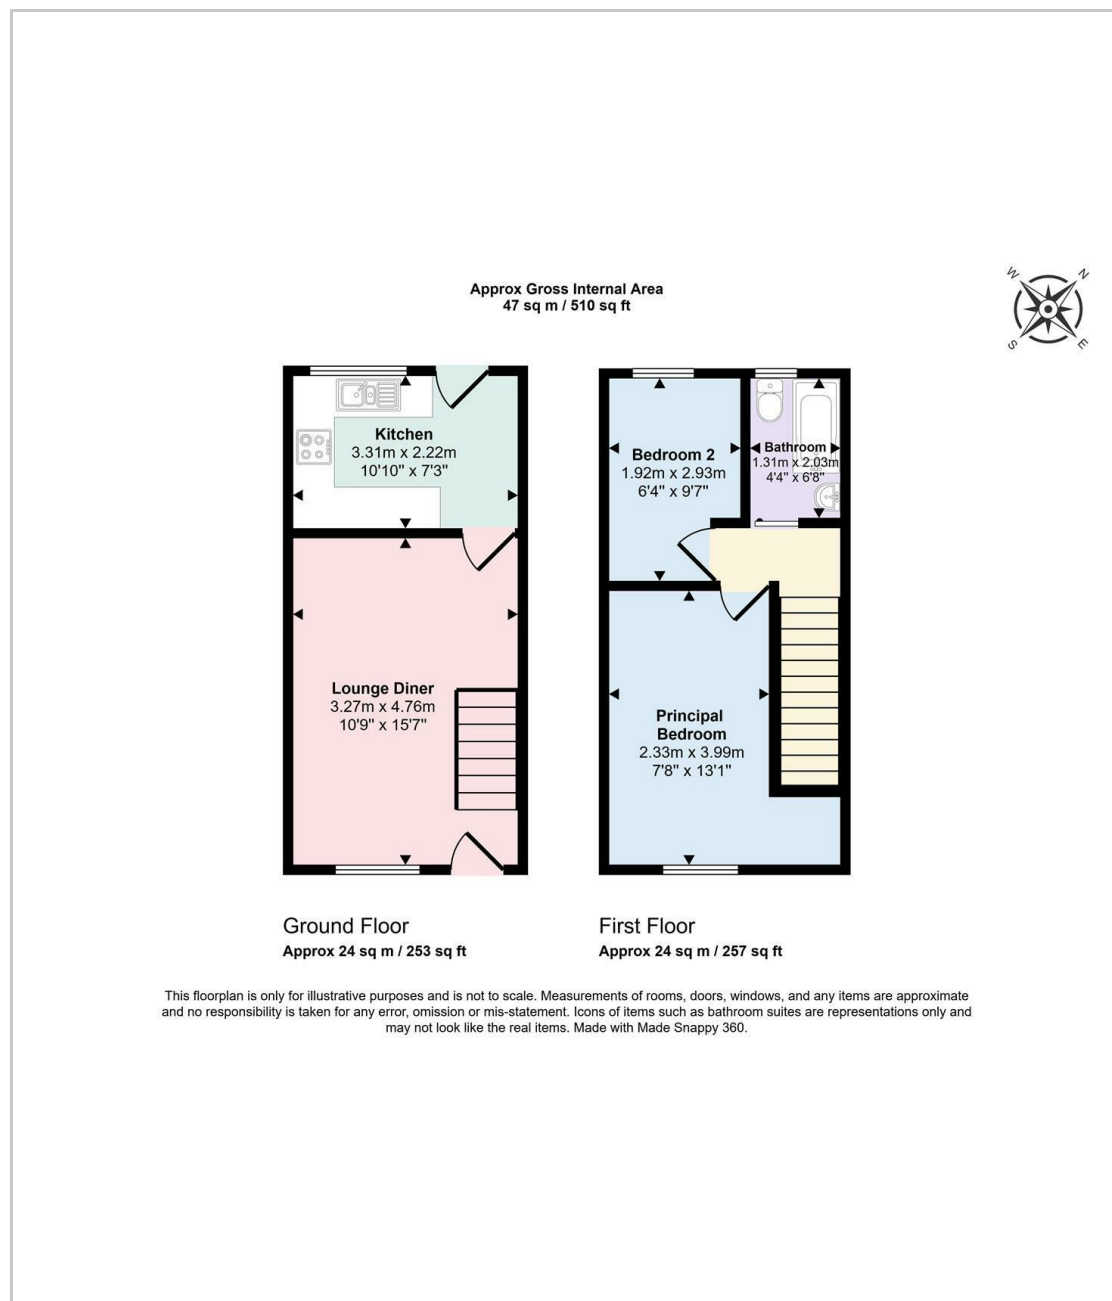 Approx Gross Internal Area
47 sq m / 510 sq ft
W
N
S
E
Kitchen
3.31m x 2.22m
10'10" x 7'3"
Lounge Diner
3.27m x 4.76m
10'9" x 15'7"
Bedroom 2
1.92m x 2.93m
6'4" x 9'7"
Bathroom
1.31m x 2.03m
4'4" x 6'8"
Principal
Bedroom
2.33m x 3.99m
7'8" x 13'1"
Ground Floor
Approx 24 sq m / 253 sq ft
First Floor
Approx 24 sq m / 257 sq ft
This floorplan is only for illustrative purposes and is not to scale. Measurements of rooms, doors, windows, and any items are approximate
and no responsibility is taken for any error, omission or mis-statement. Icons of items such as bathroom suites are representations only and
may not look like the real items. Made with Made Snappy 360.